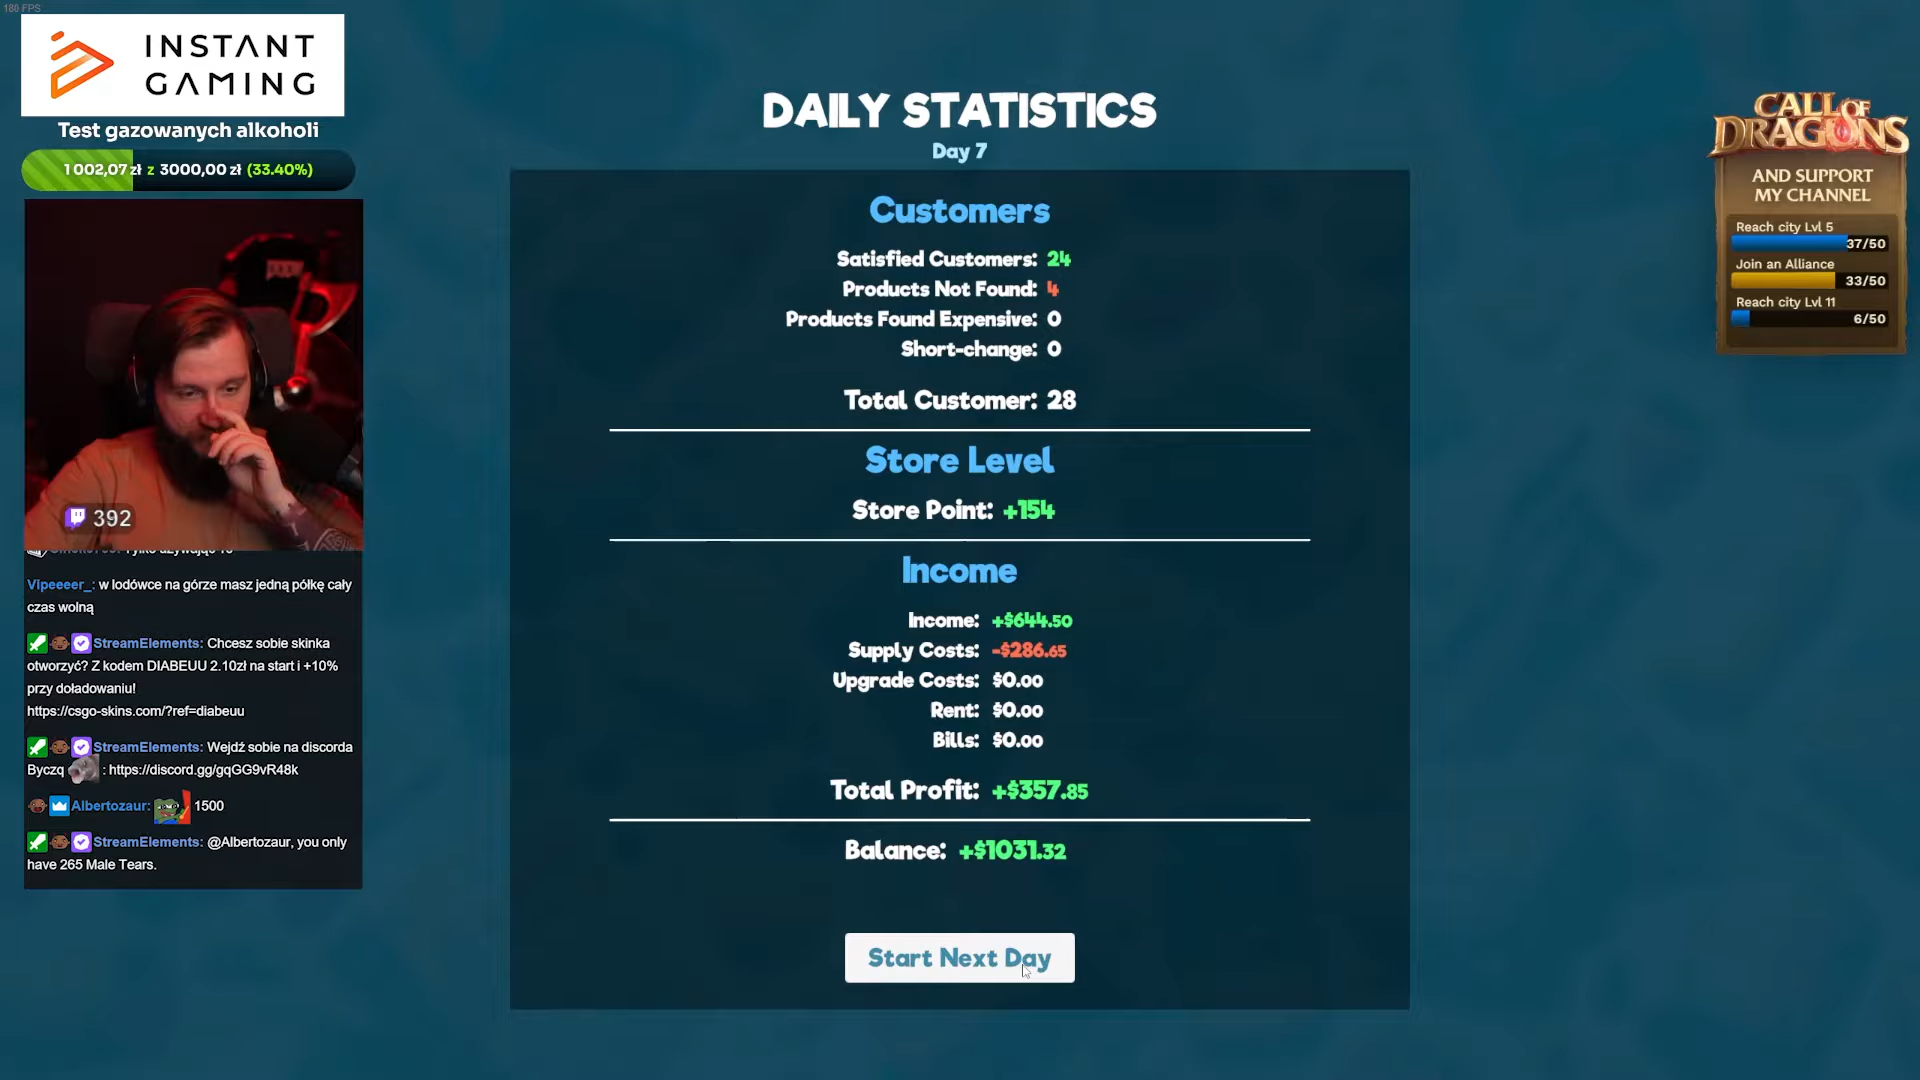 180 FPS
INSTANT
GAMING
Test gazowanych alkoholi
1 002,07 zł z 3000,00 zł (33.40%)
392
Vipeeeer_: w lodówce na górze masz jedną półkę cały
czas wolną
StreamElements: Chcesz sobie skinka
otworzyć? Z kodem DIABEUU 2.10zł na start i +10%
przy doładowaniu!
https://csgo-skins.com/?ref=diabeuu
StreamElements: Wejdź sobie na discorda
Byczq : https://discord.gg/gqGG9vR48k
Albertozaur: 1500
StreamElements: @Albertozaur, you only
have 265 Male Tears.
DAILY STATISTICS
Day 7
Customers
Satisfied Customers: 24
Products Not Found: 4
Products Found Expensive: 0
Short-change: 0
Total Customer: 28
Store Level
Store Point: +154
Income
Income: +$644.50
Supply Costs: -$286.65
Upgrade Costs: $0.00
Rent: $0.00
Bills: $0.00
Total Profit: +$357.85
Balance: +$1031.32
Start Next Day
CALL OF
DRAGONS
AND SUPPORT
MY CHANNEL
Reach city Lvl 5
37/50
Join an Alliance
33/50
Reach city Lvl 11
6/50